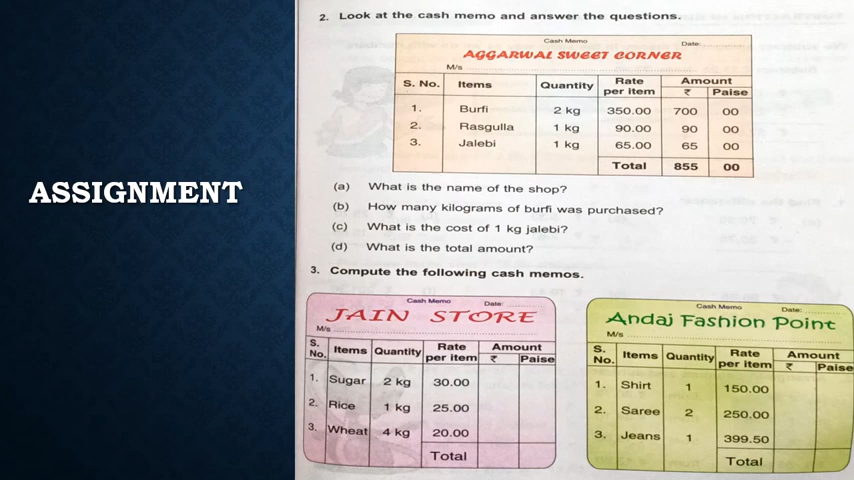 ASSIGNMENT
2. Look at the cash memo and answer the questions.
Cash Memo Date:
AGGARWAL SWEET CORNER
M/s
S. No. Items Quantity Rate per item Amount ₹ Paise
1. Burfi 2 kg 350.00 700 00
2. Rasgulla 1 kg 90.00 90 00
3. Jalebi 1 kg 65.00 65 00
Total 855 00
(a) What is the name of the shop?
(b) How many kilograms of burfi was purchased?
(c) What is the cost of 1 kg jalebi?
(d) What is the total amount?
3. Compute the following cash memos.
Cash Memo Date:
JAIN STORE
M/s
S. No. Items Quantity Rate per item Amount ₹ Paise
1. Sugar 2 kg 30.00
2. Rice 1 kg 25.00
3. Wheat 4 kg 20.00
Total
Cash Memo Date:
Andaj Fashion Point
M/s
S. No. Items Quantity Rate per item Amount ₹ Paise
1. Shirt 1 150.00
2. Saree 2 250.00
3. Jeans 1 399.50
Total